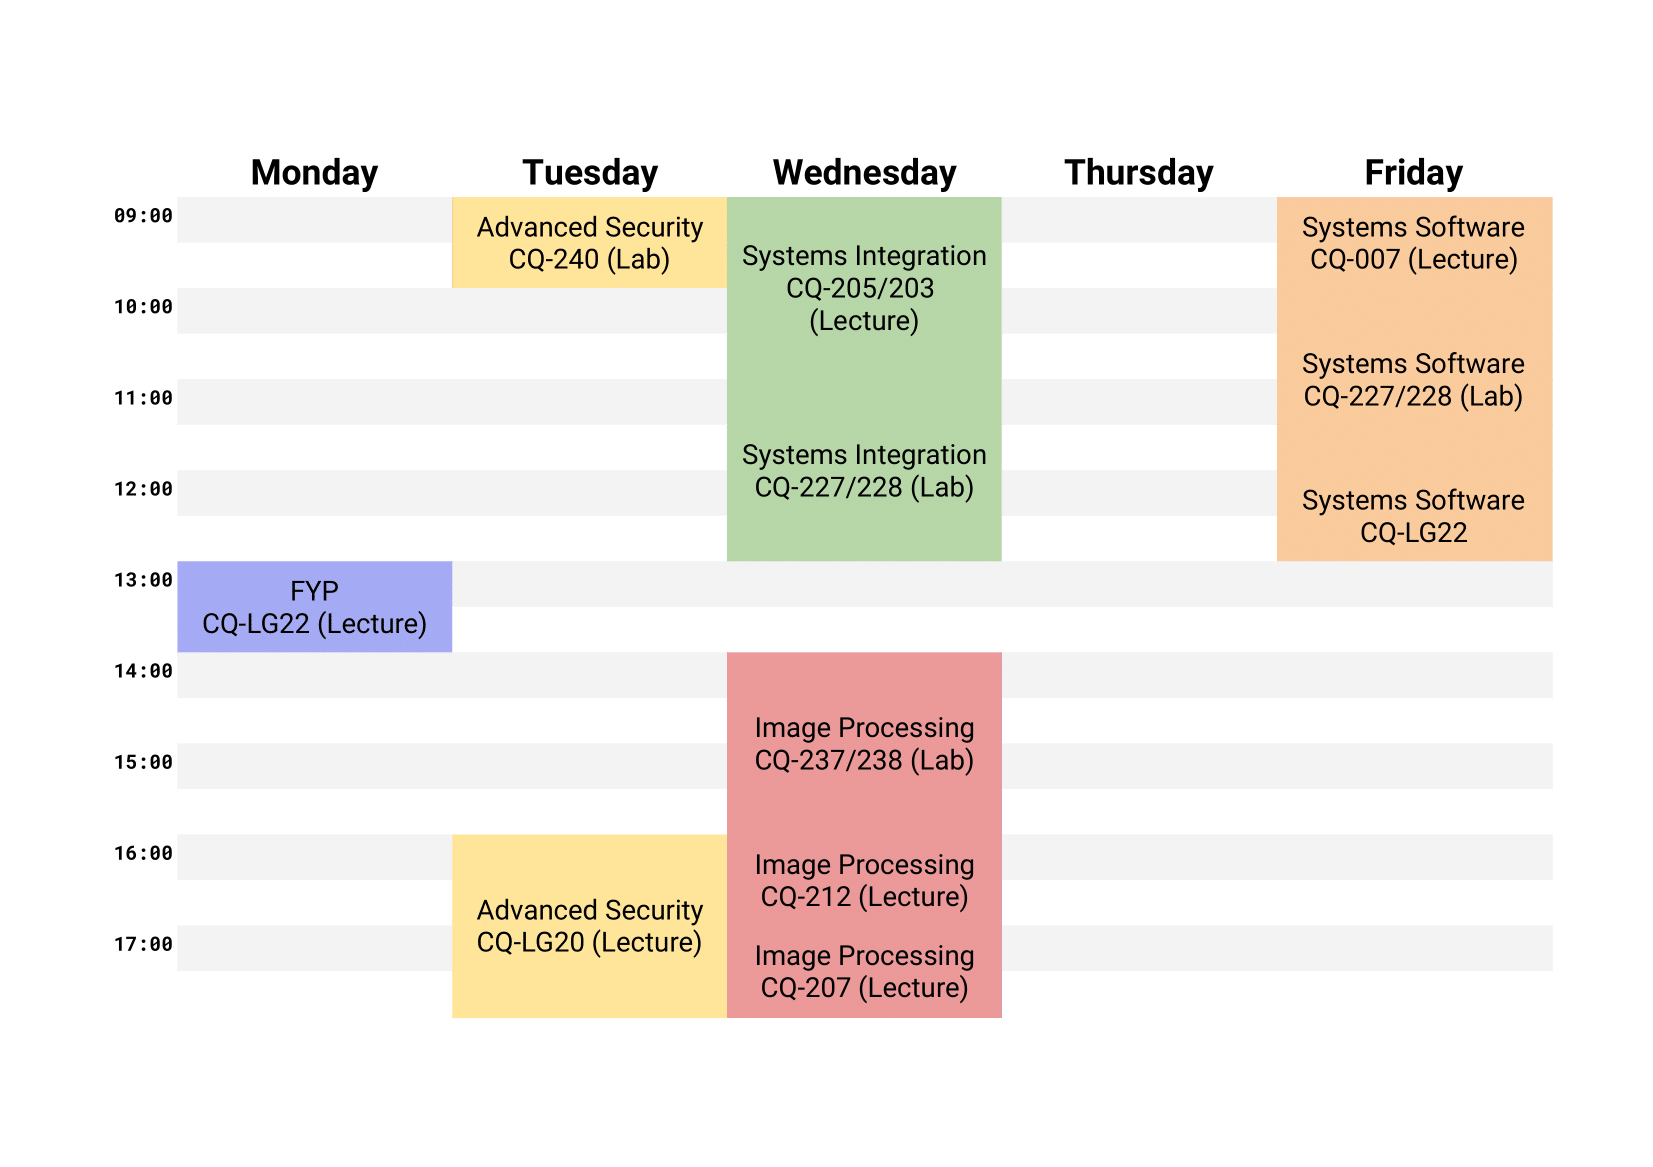 Monday
Tuesday
Wednesday
Thursday
Friday
09:00
Advanced Security
CQ-240 (Lab)
Systems Integration
CQ-205/203
(Lecture)
Systems Software
CQ-007 (Lecture)
10:00
Systems Software
CQ-227/228 (Lab)
11:00
Systems Integration
CQ-227/228 (Lab)
12:00
Systems Software
CQ-LG22
13:00
FYP
CQ-LG22 (Lecture)
14:00
Image Processing
CQ-237/238 (Lab)
15:00
16:00
Image Processing
CQ-212 (Lecture)
Advanced Security
CQ-LG20 (Lecture)
17:00
Image Processing
CQ-207 (Lecture)